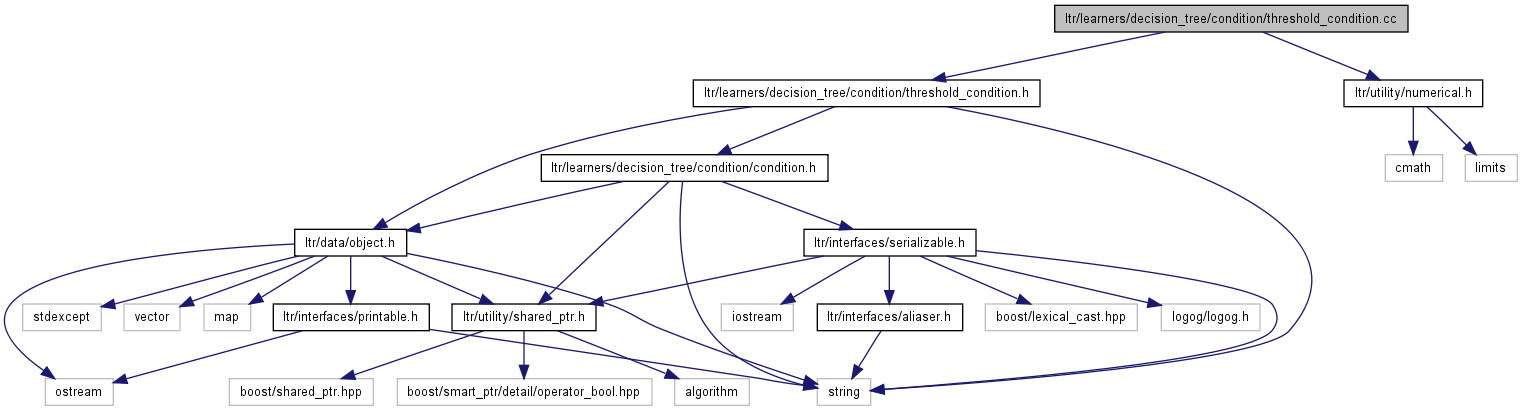 ltr/learners/decision_tree/condition/threshold_condition.cc
ltr/learners/decision_tree/condition/threshold_condition.h
ltr/utility/numerical.h
ltr/learners/decision_tree/condition/condition.h
cmath
limits
ltr/data/object.h
ltr/interfaces/serializable.h
stdexcept
vector
map
ltr/interfaces/printable.h
ltr/utility/shared_ptr.h
iostream
ltr/interfaces/aliaser.h
boost/lexical_cast.hpp
logog/logog.h
ostream
boost/shared_ptr.hpp
boost/smart_ptr/detail/operator_bool.hpp
algorithm
string